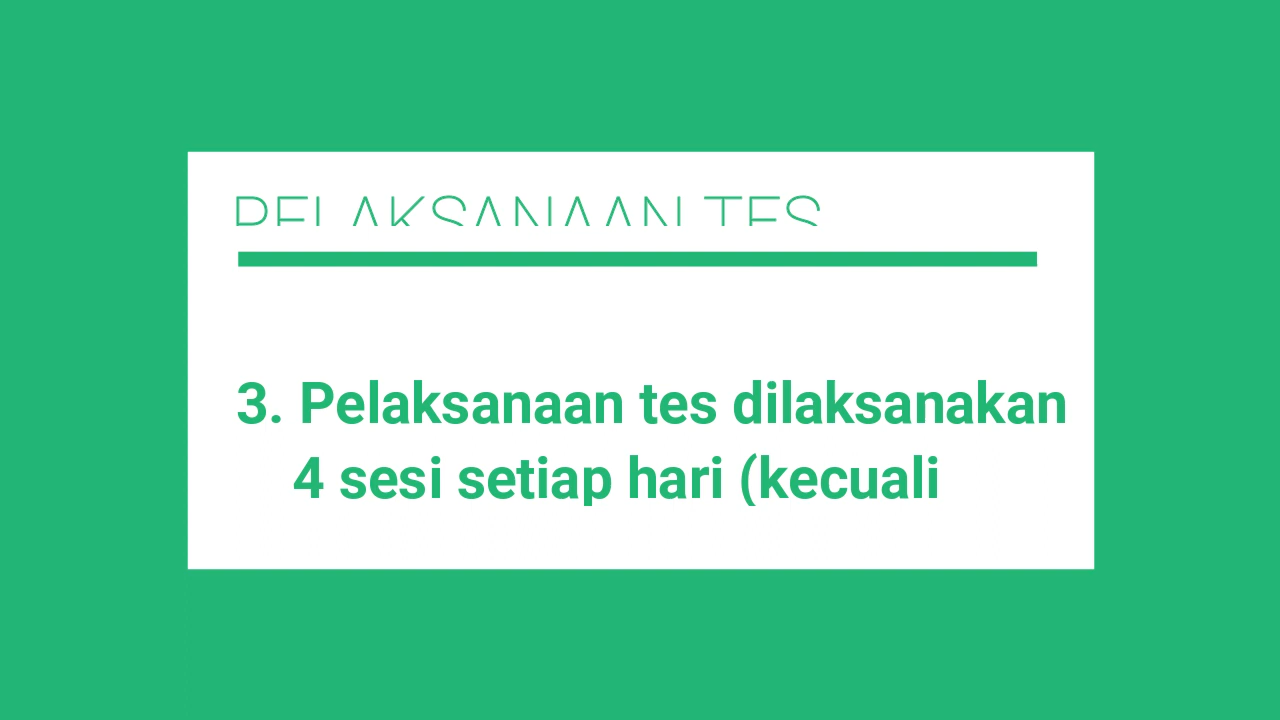 PELAKSANAAN TES
3. Pelaksanaan tes dilaksanakan
4 sesi setiap hari (kecuali